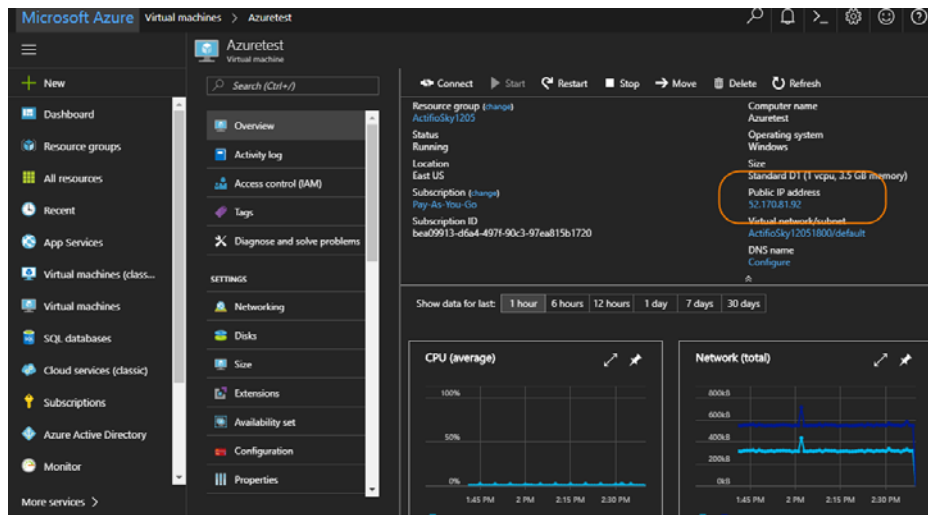 Microsoft Azure Virtual machines > Azuretest
Azuretest
Virtual machine
New
Dashboard
Resource groups
All resources
Recent
App Services
Virtual machines (class...
Virtual machines
SQL databases
Cloud services (classic)
Subscriptions
Azure Active Directory
Monitor
More services >
Search (Ctrl+/)
Overview
Activity log
Access control (IAM)
Tags
Diagnose and solve problems
SETTINGS
Networking
Disks
Size
Extensions
Availability set
Configuration
Properties
Connect Start Restart Stop Move Delete Refresh
Resource group (change)
ActifioSky1205
Status
Running
Location
East US
Subscription (change)
Pay-As-You-Go
Subscription ID
bea09913-d6a4-497f-90c3-97ea815b1720
Computer name
Azuretest
Operating system
Windows
Size
Standard D1 (1 vcpu, 3.5 GB memory)
Public IP address
52.170.81.92
Virtual network/subnet
ActifioSky12051800/default
DNS name
Configure
Show data for last: 1 hour 6 hours 12 hours 1 day 7 days 30 days
CPU (average)
100%
50%
0%
1:45 PM 2 PM 2:15 PM 2:30 PM
Network (total)
800kB
600kB
400kB
200kB
0kB
1:45 PM 2 PM 2:15 PM 2:30 PM